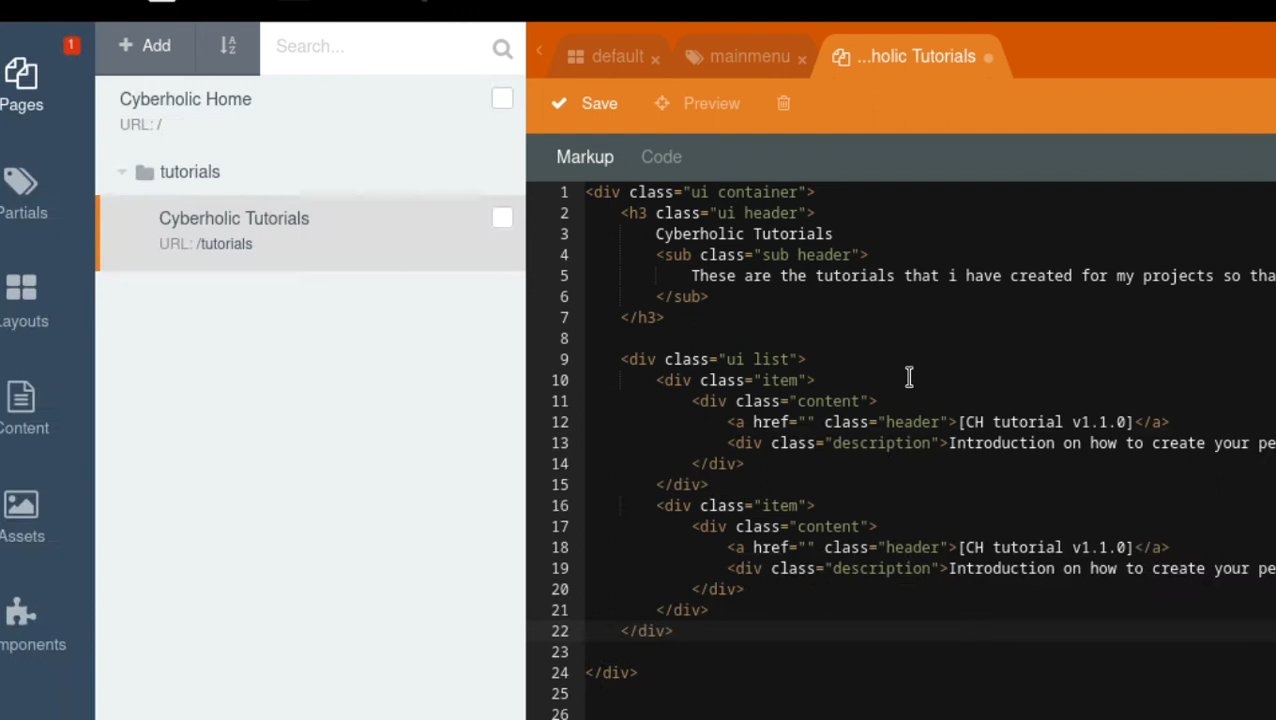 1
Pages
Partials
ayouts
Content
Assets
mponents
+ Add
Search...
Cyberholic Home
URL: /
tutorials
Cyberholic Tutorials
URL: /tutorials
default ×
mainmenu ×
...holic Tutorials
Save
Preview
Markup Code
1 <div class="ui container">
2 <h3 class="ui header">
3 Cyberholic Tutorials
4 <sub class="sub header">
5 These are the tutorials that i have created for my projects so tha
6 </sub>
7 </h3>
8
9 <div class="ui list">
10 <div class="item">
11 <div class="content">
12 <a href="" class="header">[CH tutorial v1.1.0]</a>
13 <div class="description">Introduction on how to create your pe
14 </div>
15 </div>
16 <div class="item">
17 <div class="content">
18 <a href="" class="header">[CH tutorial v1.1.0]</a>
19 <div class="description">Introduction on how to create your pe
20 </div>
21 </div>
22 </div>
23
24 </div>
25
26